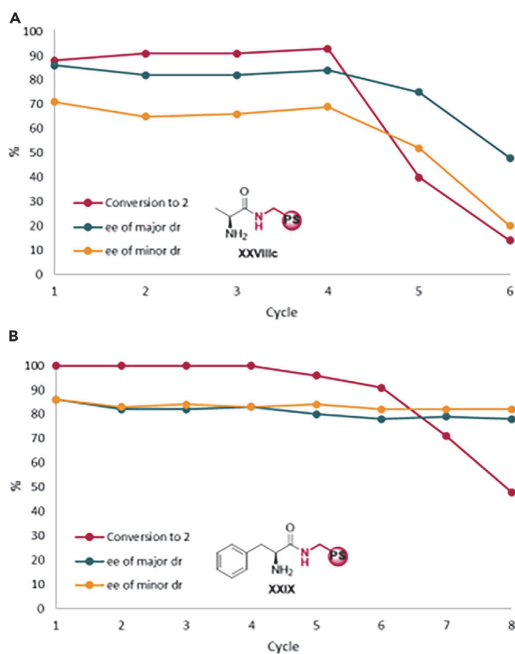 A
100
90
80
70
60
50
40
30
20
10
0
%
Conversion to 2
ee of major dr
ee of minor dr
O
NH2
N
H
PS
XXVIIIc
1 2 3 4 5 6
Cycle
B
100
90
80
70
60
50
40
30
20
10
0
%
Conversion to 2
ee of major dr
ee of minor dr
O
NH2
N
H
PS
XXIX
1 2 3 4 5 6 7 8
Cycle